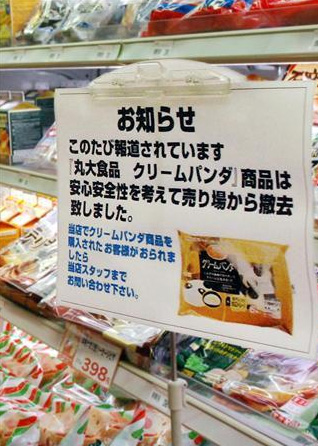 お知らせ
このたび報道されています
『丸大食品 クリームパンダ』商品は
安心安全性を考えて売り場から撤去
致しました。
当店でクリームパンダ商品を
購入された お客様が おられま
したら
当店スタッフまで
お問い合わせ下さい。
クリームパンダ
398